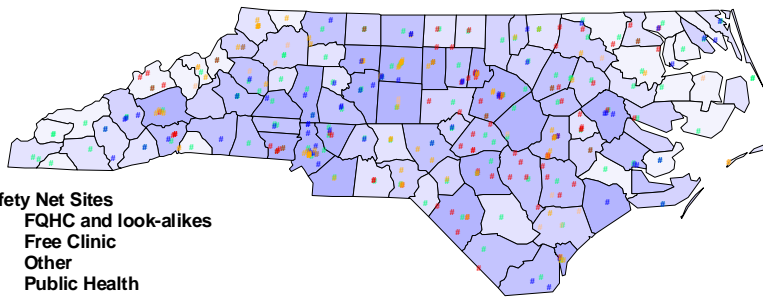 fety Net Sites
FQHC and look-alikes
Free Clinic
Other
Public Health